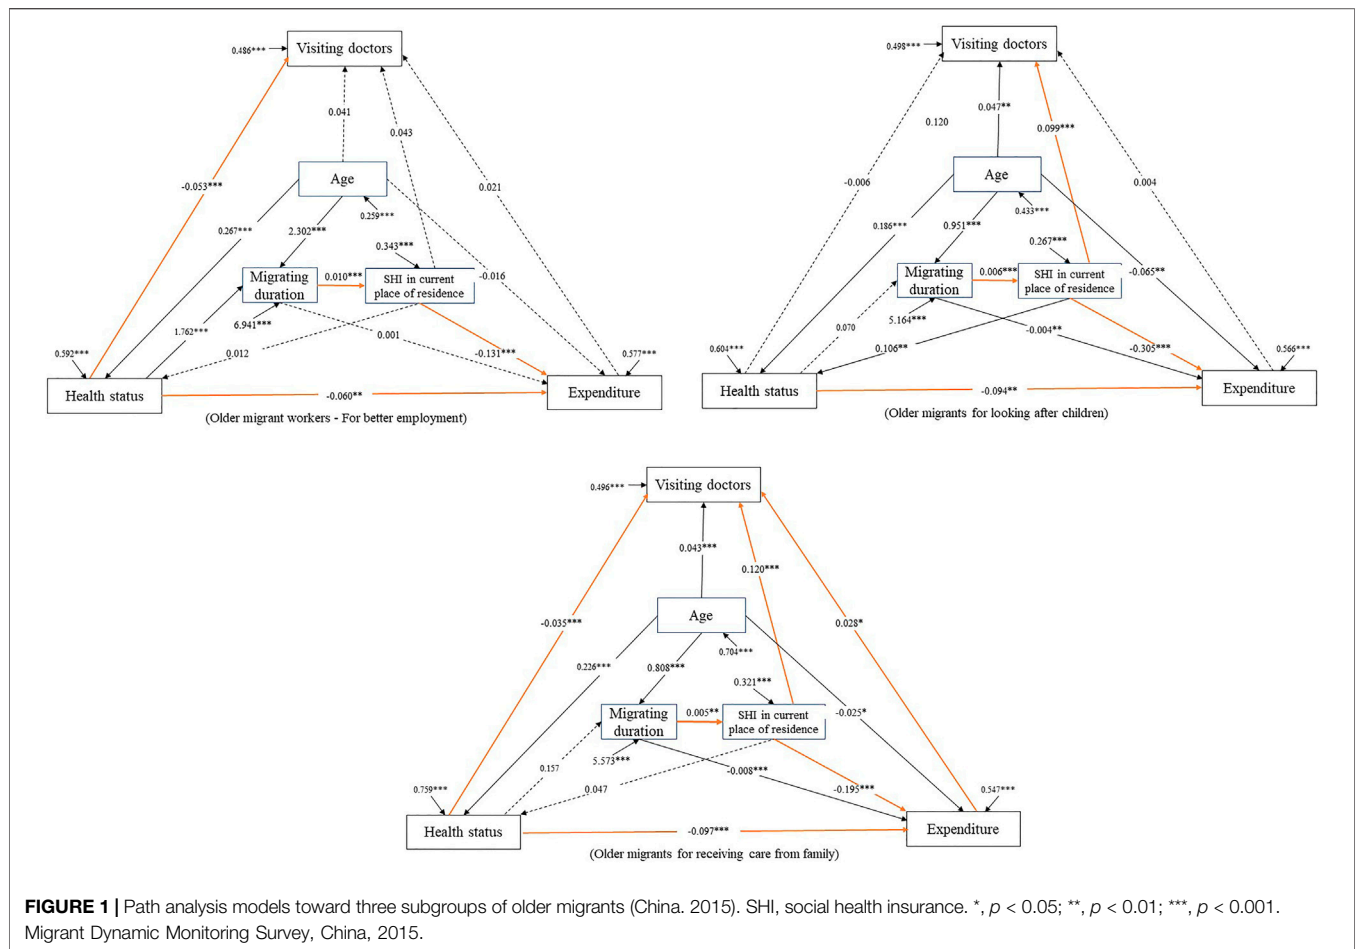 0.486***
Visiting doctors
0.041
0.043
-0.053***
0.021
Age
0.259***
0.267***
2.302***
0.343***
Migrating
duration
0.010***
SHI in current
place of residence
-0.016
6.941***
1.762***
0.001
0.012
-0.131***
0.592***
0.577***
Health status
-0.060**
Expenditure
(Older migrant workers - For better employment)
0.498***
Visiting doctors
0.047**
0.120
0.099***
-0.006
0.004
Age
0.433***
0.186***
0.951***
0.267***
Migrating
duration
0.006***
SHI in current
place of residence
-0.065**
5.164***
0.070
-0.004**
0.106**
-0.305***
0.604***
0.566***
Health status
-0.094**
Expenditure
(Older migrants for looking after children)
0.496***
Visiting doctors
0.043***
0.120***
-0.035***
0.028*
Age
0.704***
0.226***
0.808***
0.321***
Migrating
duration
0.005**
SHI in current
place of residence
-0.025*
5.573***
0.157
-0.008***
0.047
-0.195***
0.759***
0.547***
Health status
-0.097***
Expenditure
(Older migrants for receiving care from family)
FIGURE 1 | Path analysis models toward three subgroups of older migrants (China. 2015). SHI, social health insurance. *, p < 0.05; **, p < 0.01; ***, p < 0.001.
Migrant Dynamic Monitoring Survey, China, 2015.